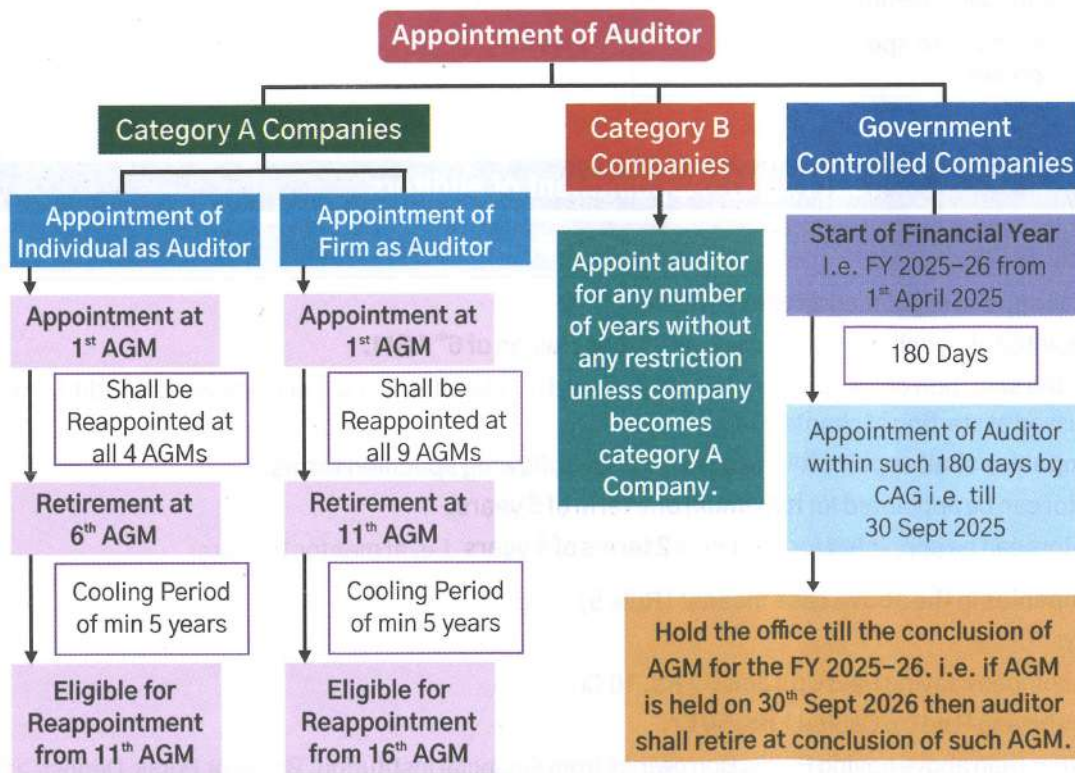 Appointment of Auditor
Category A Companies
Appointment of
Individual as Auditor
Appointment at
1st AGM
Shall be
Reappointed at
all 4 AGMs
Retirement at
6th AGM
Cooling Period
of min 5 years
Eligible for
Reappointment
from 11th AGM
Appointment of
Firm as Auditor
Appointment at
1st AGM
Shall be
Reappointed at
all 9 AGMs
Retirement at
11th AGM
Cooling Period
of min 5 years
Eligible for
Reappointment
from 16th AGM
Category B
Companies
Appoint auditor
for any number
of years without
any restriction
unless company
becomes
category A
Company.
Government
Controlled Companies
Start of Financial Year
I.e. FY 2025-26 from
1st April 2025
180 Days
Appointment of Auditor
within such 180 days by
CAG i.e. till
30 Sept 2025
Hold the office till the conclusion of
AGM for the FY 2025-26. i.e. if AGM
is held on 30th Sept 2026 then auditor
shall retire at conclusion of such AGM.